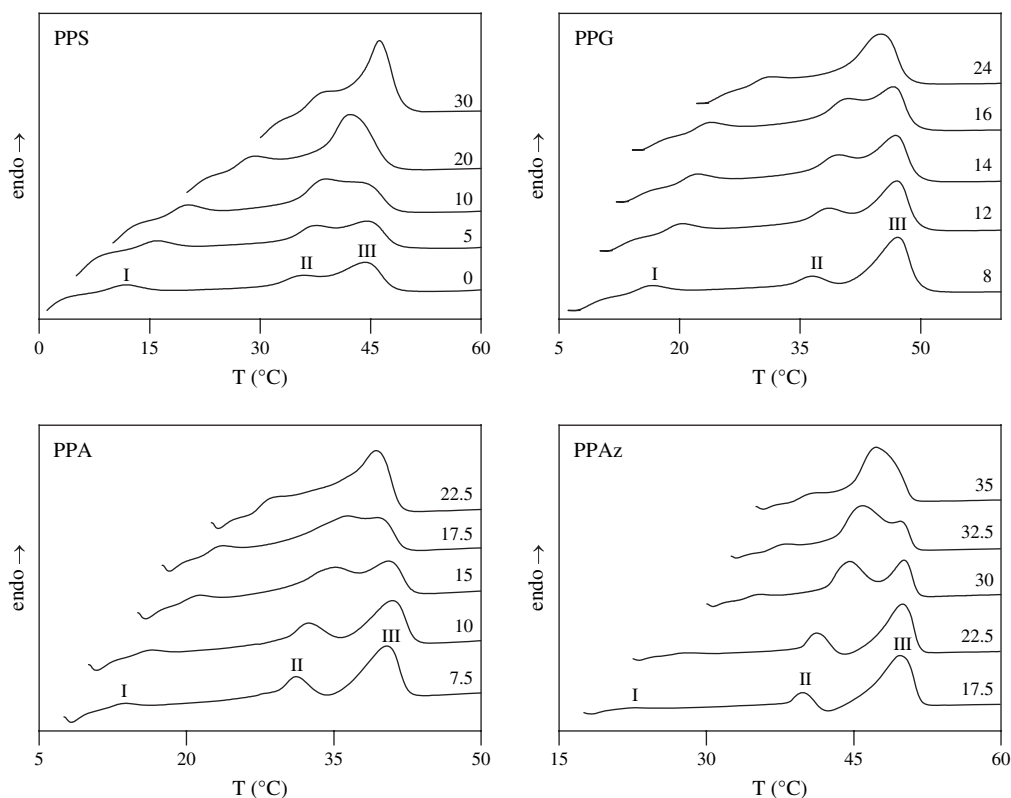 PPS
30
20
10
5
0
I
II
III
endo →
0 15 30 45 60
T (°C)
PPG
24
16
14
12
8
I
II
III
endo →
5 20 35 50
T (°C)
PPA
22.5
17.5
15
10
7.5
I
II
III
endo →
5 20 35 50
T (°C)
PPAz
35
32.5
30
22.5
17.5
I
II
III
endo →
15 30 45 60
T (°C)